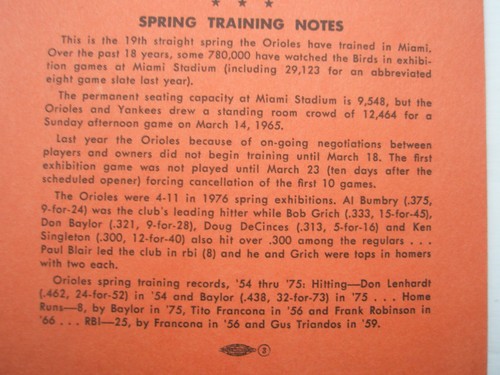 SPRING TRAINING NOTES
This is the 19th straight spring the Orioles have trained in Miami.
Over the past 18 years, some 780,000 have watched the Birds in exhibi-
tion games at Miami Stadium (including 29,123 for an abbreviated
eight game slate last year).
The permanent seating capacity at Miami Stadium is 9,548, but the
Orioles and Yankees drew a standing room crowd of 12,464 for a
Sunday afternoon game on March 14, 1965.
Last year the Orioles because of on-going negotiations between
players and owners did not begin training until March 18. The first
exhibition game was not played until March 23 (ten days after the
scheduled opener) forcing cancellation of the first 10 games.
The Orioles were 4-11 in 1976 spring exhibitions. Al Bumbry (.375,
9-for-24) was the club's leading hitter while Bob Grich (.333, 15-for-45),
Don Baylor (.321, 9-for-28), Doug DeCinces (.313, 5-for-16) and Ken
Singleton (.300, 12-for-40) also hit over .300 among the regulars . . .
Paul Blair led the club in rbi (8) and he and Grich were tops in homers
with two each.
Orioles spring training records, '54 thru '75: Hitting—Don Lenhardt
(.462, 24-for-52) in '54 and Baylor (.438, 32-for-73) in '75 . . . Home
Runs—8, by Baylor in '75, Tito Francona in '56 and Frank Robinson in
'66 . . . RBI—25, by Francona in '56 and Gus Triandos in '59.